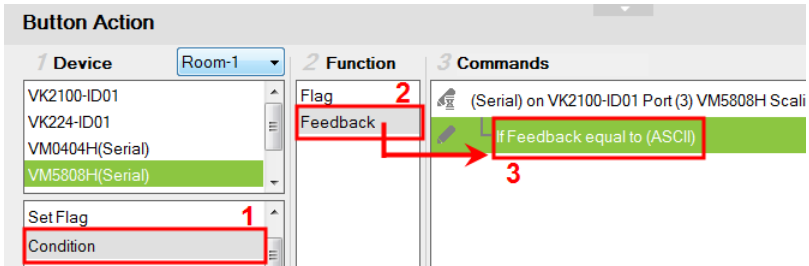 Button Action
1 Device
Room-1
2 Function
3 Commands
VK2100-ID01
VK224-ID01
VM0404H(Serial)
VM5808H(Serial)
Set Flag
1
Condition
Flag
2
Feedback
(Serial) on VK2100-ID01 Port (3) VM5808H Scali
If Feedback equal to (ASCII)
3